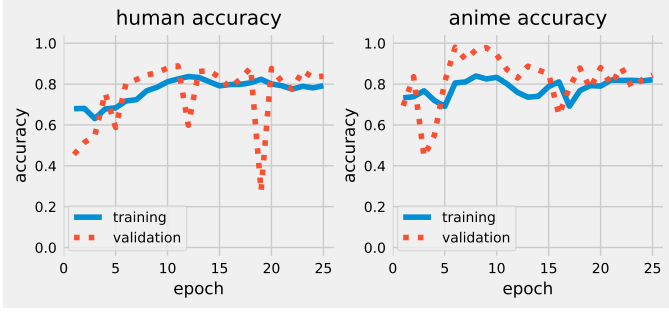 human accuracy
1.0
0.8
0.6
0.4
0.2
0.0
accuracy
training
validation
0 5 10 15 20 25
epoch
anime accuracy
1.0
0.8
0.6
0.4
0.2
0.0
accuracy
training
validation
0 5 10 15 20 25
epoch